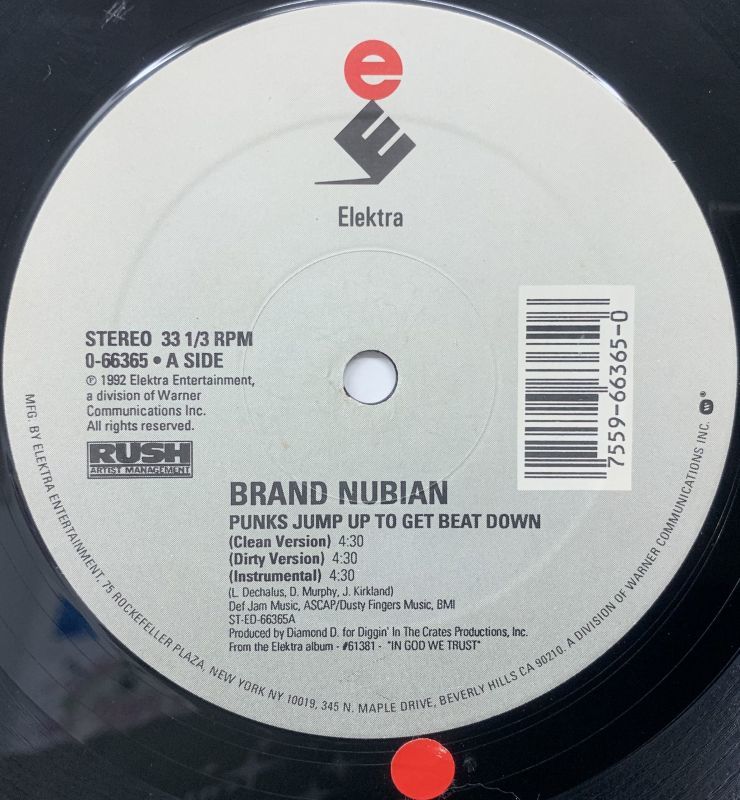 e
E
Elektra
STEREO 33 1/3 RPM
0-66365 • A SIDE
℗ 1992 Elektra Entertainment,
a division of Warner
Communications Inc.
All rights reserved.
RUSH
ARTIST MANAGEMENT
7559-66365-0
BRAND NUBIAN
PUNKS JUMP UP TO GET BEAT DOWN
(Clean Version) 4:30
(Dirty Version) 4:30
(Instrumental) 4:30
(L. Dechalus, D. Murphy, J. Kirkland)
Def Jam Music, ASCAP/Dusty Fingers Music, BMI
ST-ED-66365A
Produced by Diamond D. for Diggin' In The Crates Productions, Inc.
From the Elektra album - #61381 - "IN GOD WE TRUST"
MFG. BY ELEKTRA ENTERTAINMENT, 75 ROCKEFELLER PLAZA, NEW YORK NY 10019, 345 N. MAPLE DRIVE, BEVERLY HILLS CA 90210. A DIVISION OF WARNER COMMUNICATIONS INC. W ®